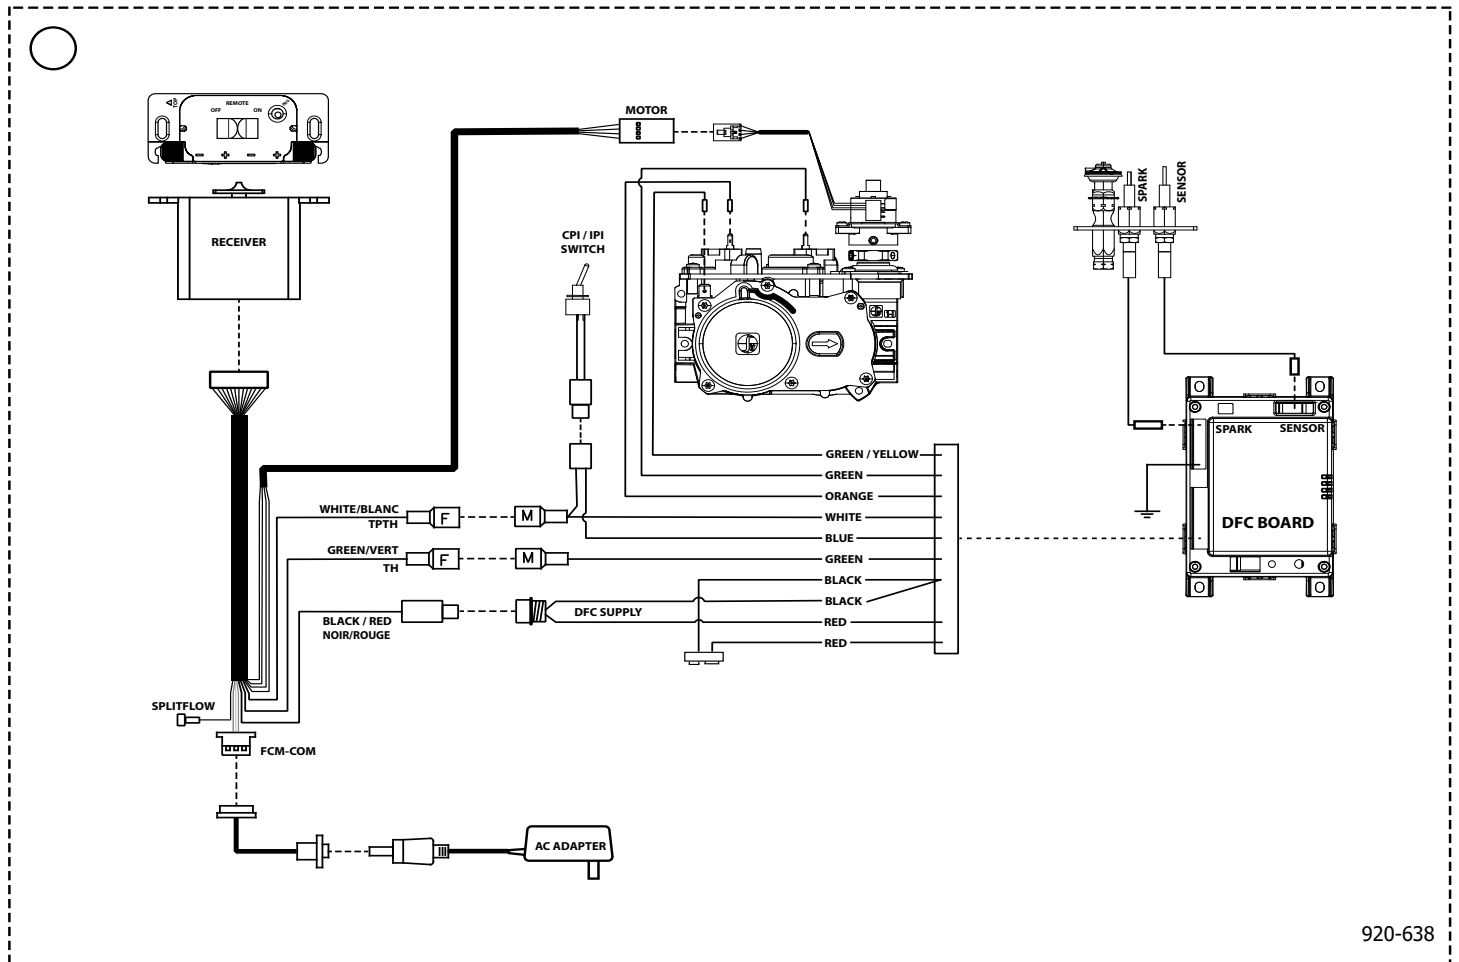 TOP
REMOTE
OFF
ON
PRG
RECEIVER
MOTOR
CPI / IPI
SWITCH
SPARK
SENSOR
SPARK
SENSOR
DFC BOARD
GREEN / YELLOW
GREEN
ORANGE
WHITE
BLUE
GREEN
BLACK
BLACK
RED
RED
WHITE/BLANC
TPTH
F
M
GREEN/VERT
TH
F
M
BLACK / RED
NOIR/ROUGE
DFC SUPPLY
SPLITFLOW
FCM-COM
AC ADAPTER
920-638